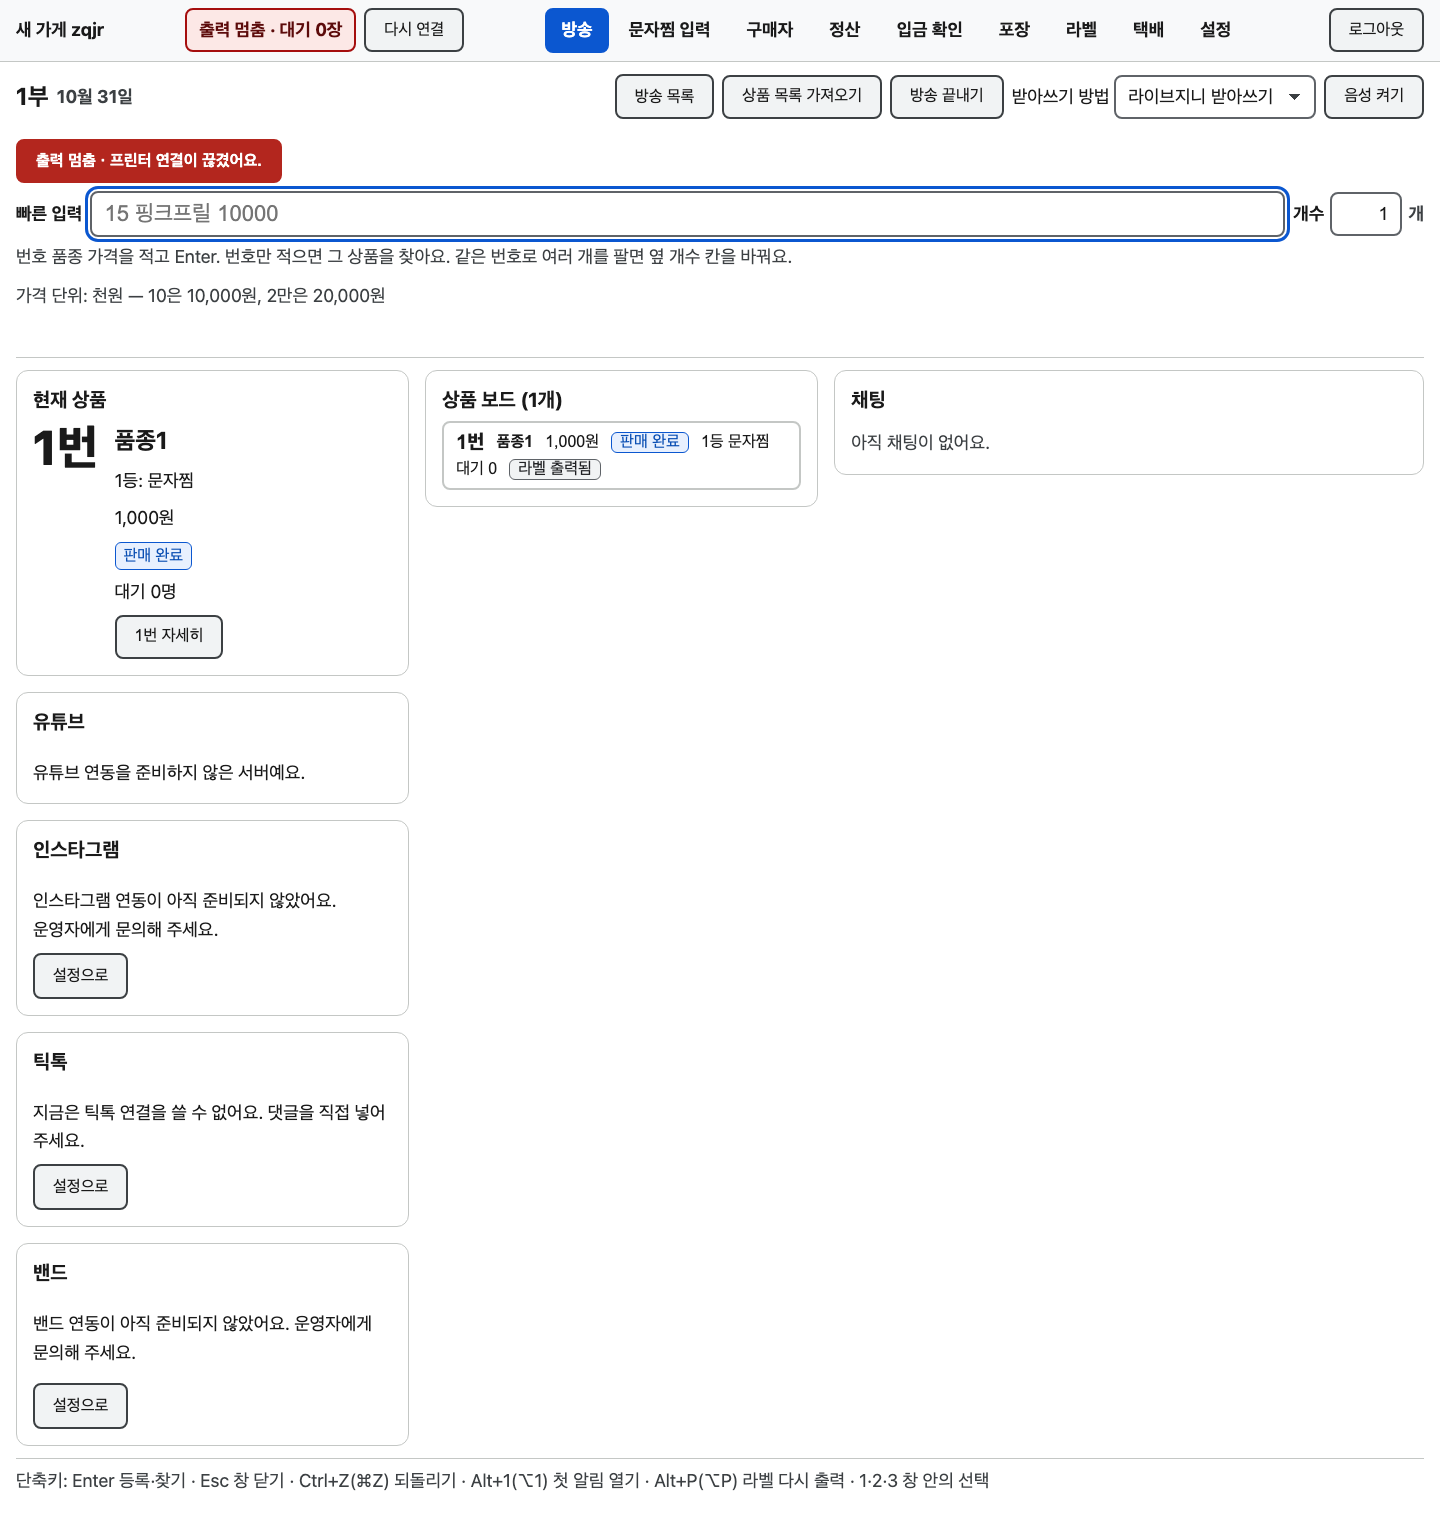 새 가게 zqjr
출력 멈춤 · 대기 0장
다시 연결
방송
문자찜 입력
구매자
정산
입금 확인
포장
라벨
택배
설정
로그아웃
1부 10월 31일
방송 목록
상품 목록 가져오기
방송 끝내기
받아쓰기 방법
라이브지니 받아쓰기
음성 켜기
출력 멈춤 · 프린터 연결이 끊겼어요.
빠른 입력
15 핑크프릴 10000
개수
1
개
번호 품종 가격을 적고 Enter. 번호만 적으면 그 상품을 찾아요. 같은 번호로 여러 개를 팔면 옆 개수 칸을 바꿔요.
가격 단위: 천원 — 10은 10,000원, 2만은 20,000원
현재 상품
1번
품종1
1등: 문자찜
1,000원
판매 완료
대기 0명
1번 자세히
상품 보드 (1개)
1번 품종1 1,000원 판매 완료 1등 문자찜
대기 0 라벨 출력됨
채팅
아직 채팅이 없어요.
유튜브
유튜브 연동을 준비하지 않은 서버예요.
인스타그램
인스타그램 연동이 아직 준비되지 않았어요.
운영자에게 문의해 주세요.
설정으로
틱톡
지금은 틱톡 연결을 쓸 수 없어요. 댓글을 직접 넣어
주세요.
설정으로
밴드
밴드 연동이 아직 준비되지 않았어요. 운영자에게
문의해 주세요.
설정으로
단축키: Enter 등록·찾기 · Esc 창 닫기 · Ctrl+Z(⌘Z) 되돌리기 · Alt+1(⌥1) 첫 알림 열기 · Alt+P(⌥P) 라벨 다시 출력 · 1·2·3 창 안의 선택